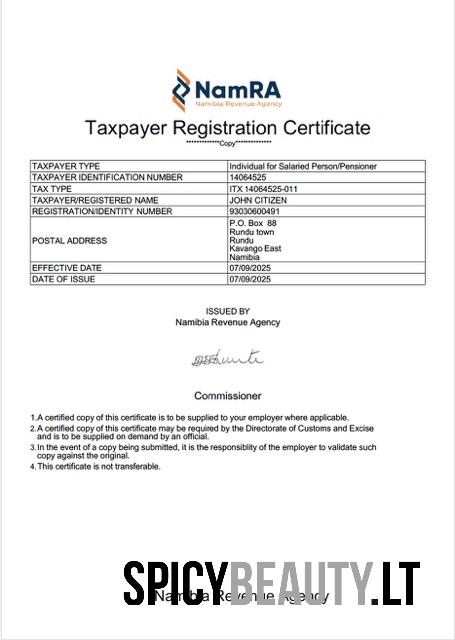 NamRA
Namibia Revenue Agency
Taxpayer Registration Certificate
*************Copy**************
TAXPAYER TYPE Individual for Salaried Person/Pensioner
TAXPAYER IDENTIFICATION NUMBER 14064525
TAX TYPE ITX 14064525-011
TAXPAYER/REGISTERED NAME JOHN CITIZEN
REGISTRATION/IDENTITY NUMBER 93030600491
POSTAL ADDRESS P.O. Box 88
Rundu town
Rundu
Kavango East
Namibia
EFFECTIVE DATE 07/09/2025
DATE OF ISSUE 07/09/2025
ISSUED BY
Namibia Revenue Agency
Commissioner
1.A certified copy of this certificate is to be supplied to your employer where applicable.
2.A certified copy of this certificate may be required by the Directorate of Customs and Excise
and is to be supplied on demand by an official.
3.In the event of a copy being submitted, it is the responsiblity of the employer to validate such
copy against the original.
4.This certificate is not transferable.
SPICYBEAUTY.LT
Namibia Revenue Agency